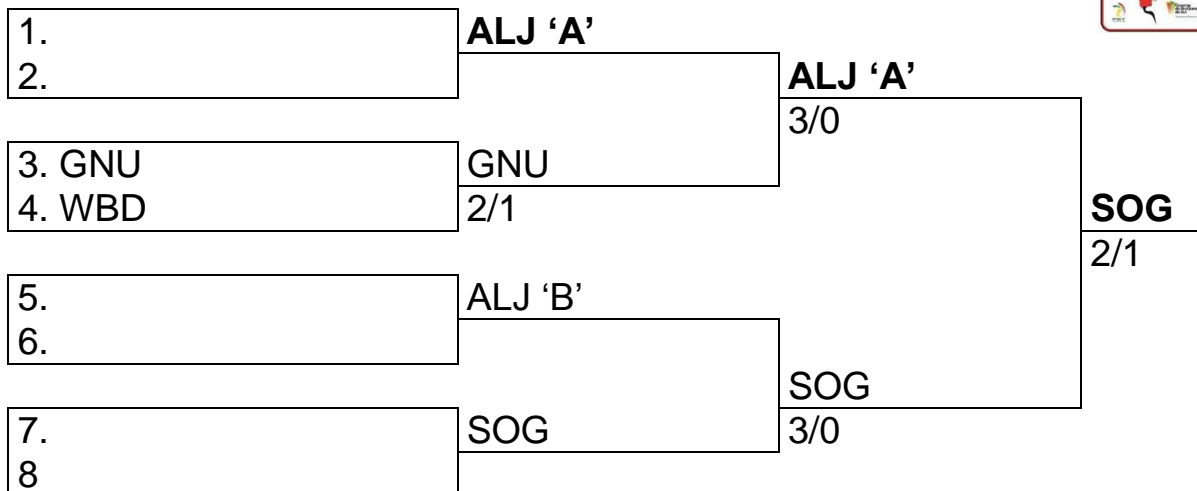 1.
ALJ ‘A’
2.
ALJ ‘A’
3/0
3. GNU
GNU
4. WBD
2/1
SOG
2/1
5.
ALJ ‘B’
6.
SOG
7.
SOG
3/0
8